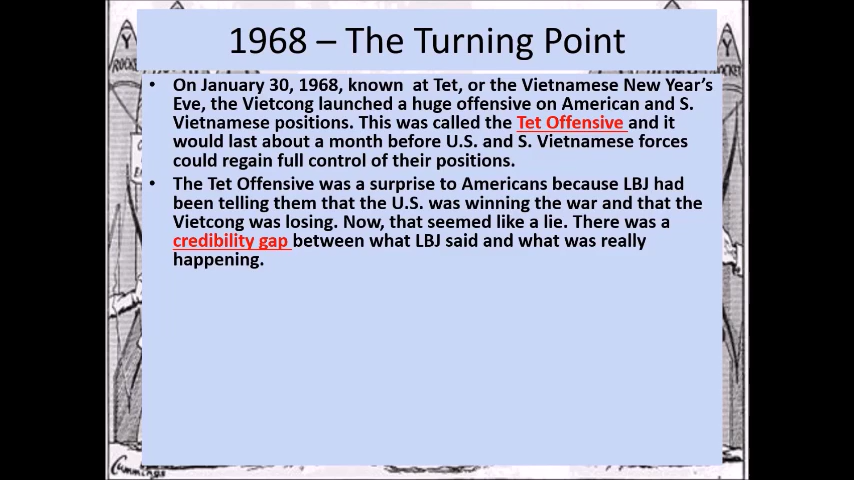 1968 – The Turning Point
• On January 30, 1968, known  at Tet, or the Vietnamese New Year’s
Eve, the Vietcong launched a huge offensive on American and S.
Vietnamese positions. This was called the Tet Offensive and it
would last about a month before U.S. and S. Vietnamese forces
could regain full control of their positions.
• The Tet Offensive was a surprise to Americans because LBJ had
been telling them that the U.S. was winning the war and that the
Vietcong was losing. Now, that seemed like a lie. There was a
credibility gap between what LBJ said and what was really
happening.
Cummings